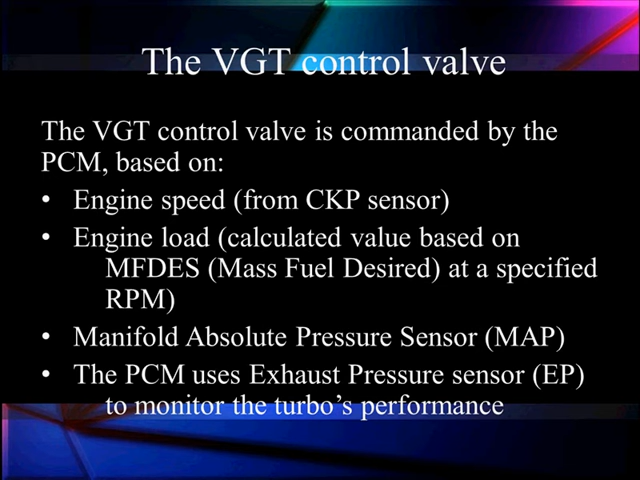 The VGT control valve
The VGT control valve is commanded by the
PCM, based on:
• Engine speed (from CKP sensor)
• Engine load (calculated value based on
MFDES (Mass Fuel Desired) at a specified
RPM)
• Manifold Absolute Pressure Sensor (MAP)
• The PCM uses Exhaust Pressure sensor (EP)
to monitor the turbo’s performance